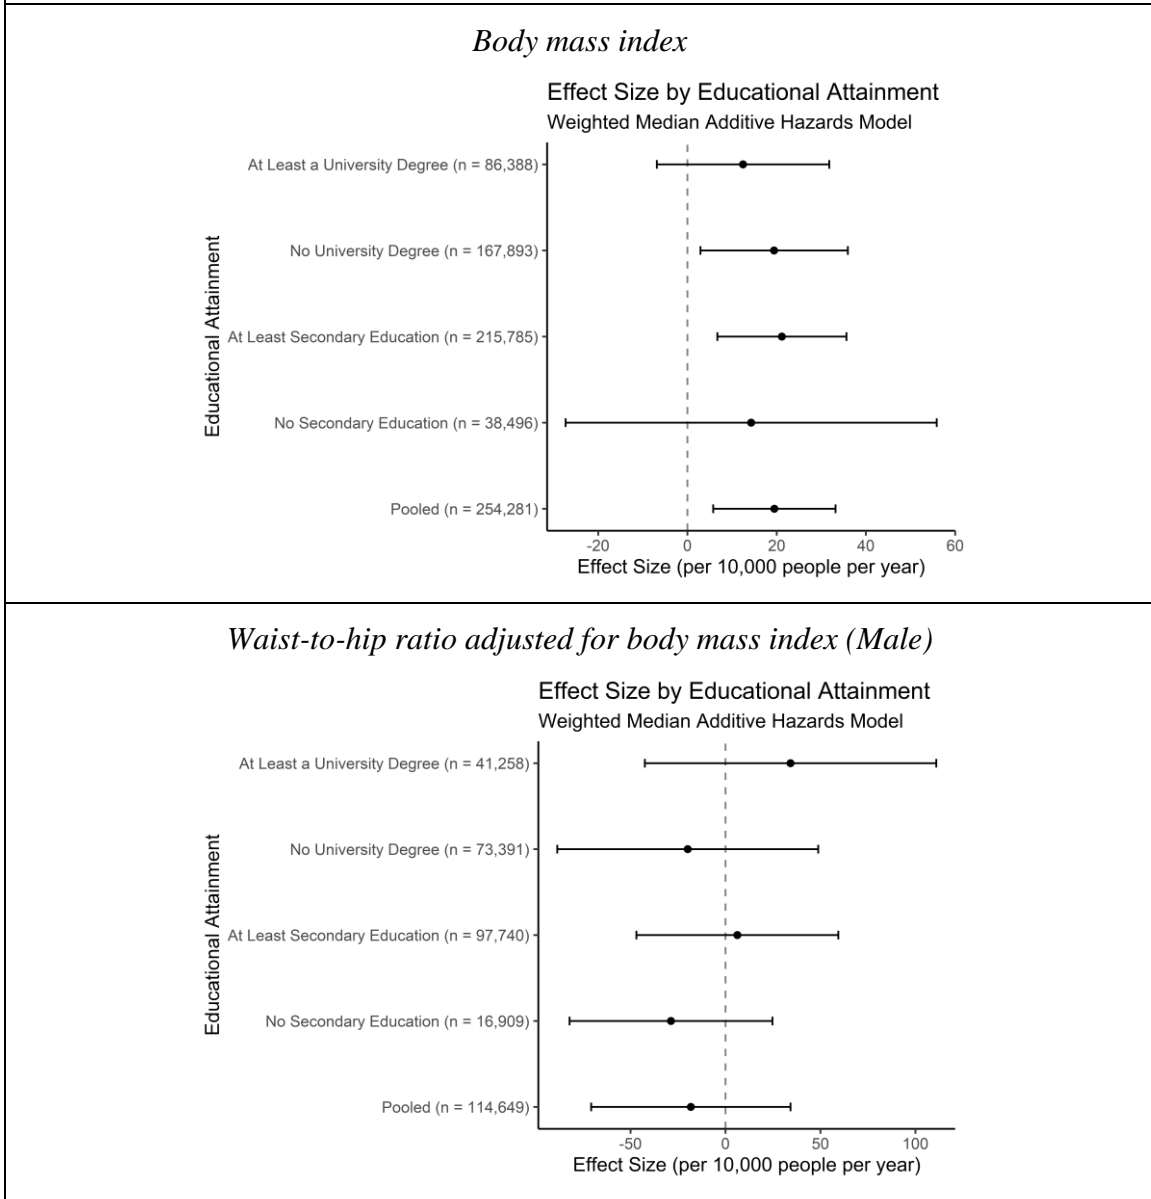 Body mass index
Effect Size by Educational Attainment
Weighted Median Additive Hazards Model
Educational Attainment
At Least a University Degree (n = 86,388)
No University Degree (n = 167,893)
At Least Secondary Education (n = 215,785)
No Secondary Education (n = 38,496)
Pooled (n = 254,281)
-20 0 20 40 60
Effect Size (per 10,000 people per year)
Waist-to-hip ratio adjusted for body mass index (Male)
Effect Size by Educational Attainment
Weighted Median Additive Hazards Model
Educational Attainment
At Least a University Degree (n = 41,258)
No University Degree (n = 73,391)
At Least Secondary Education (n = 97,740)
No Secondary Education (n = 16,909)
Pooled (n = 114,649)
-50 0 50 100
Effect Size (per 10,000 people per year)